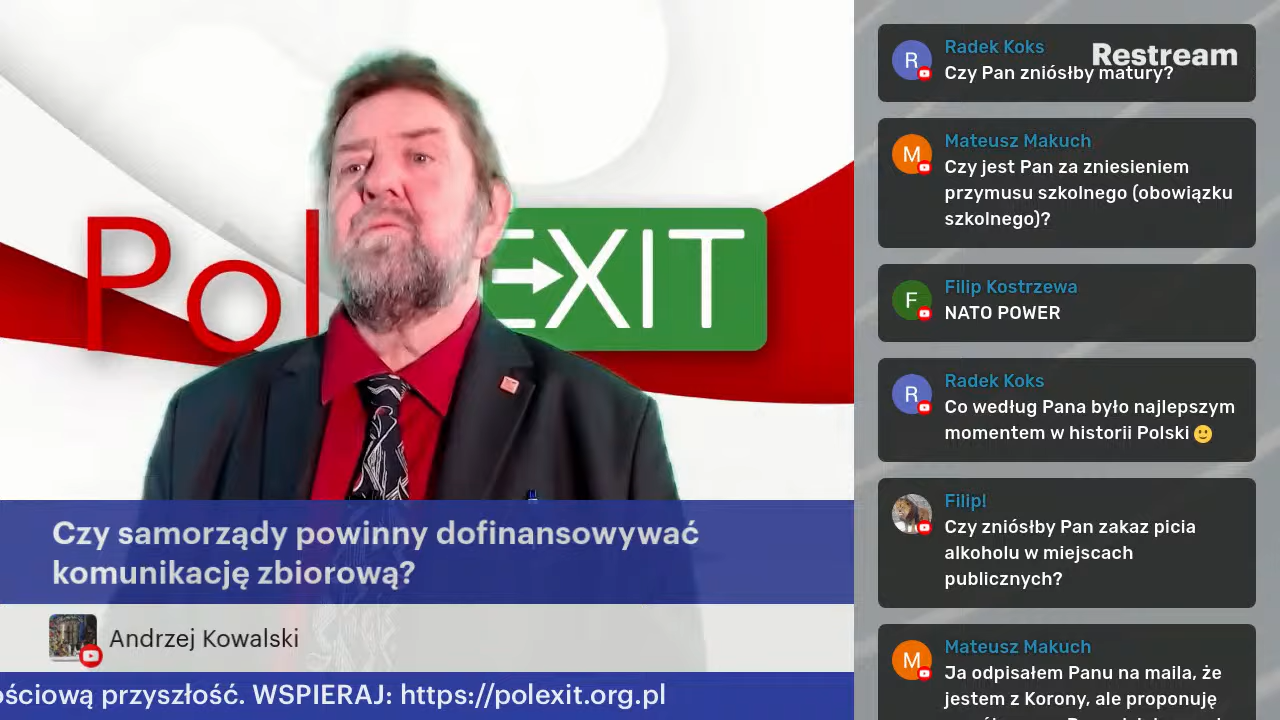 Pol EXIT
Czy samorządy powinny dofinansowywać
komunikację zbiorową?
Andrzej Kowalski
ościową przyszłość. WSPIERAJ: https://polexit.org.pl
Restream
R
Radek Koks
Czy Pan zniósłby matury?
M
Mateusz Makuch
Czy jest Pan za zniesieniem
przymusu szkolnego (obowiązku
szkolnego)?
F
Filip Kostrzewa
NATO POWER
R
Radek Koks
Co według Pana było najlepszym
momentem w historii Polski 🙂
Filip!
Czy zniósłby Pan zakaz picia
alkoholu w miejscach
publicznych?
M
Mateusz Makuch
Ja odpisałem Panu na maila, że
jestem z Korony, ale proponuję